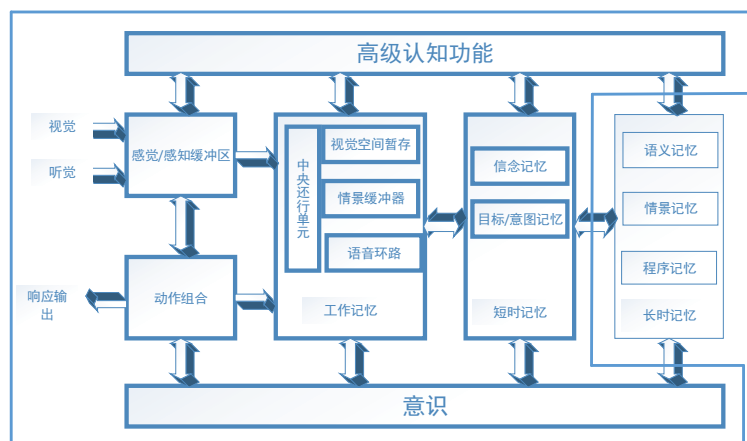 高级认知功能
视觉
听觉
感觉/感知缓冲区
中央还行单元
视觉空间暂存
情景缓冲器
语音环路
工作记忆
信念记忆
目标/意图记忆
短时记忆
语义记忆
情景记忆
程序记忆
长时记忆
响应输
出
动作组合
意识